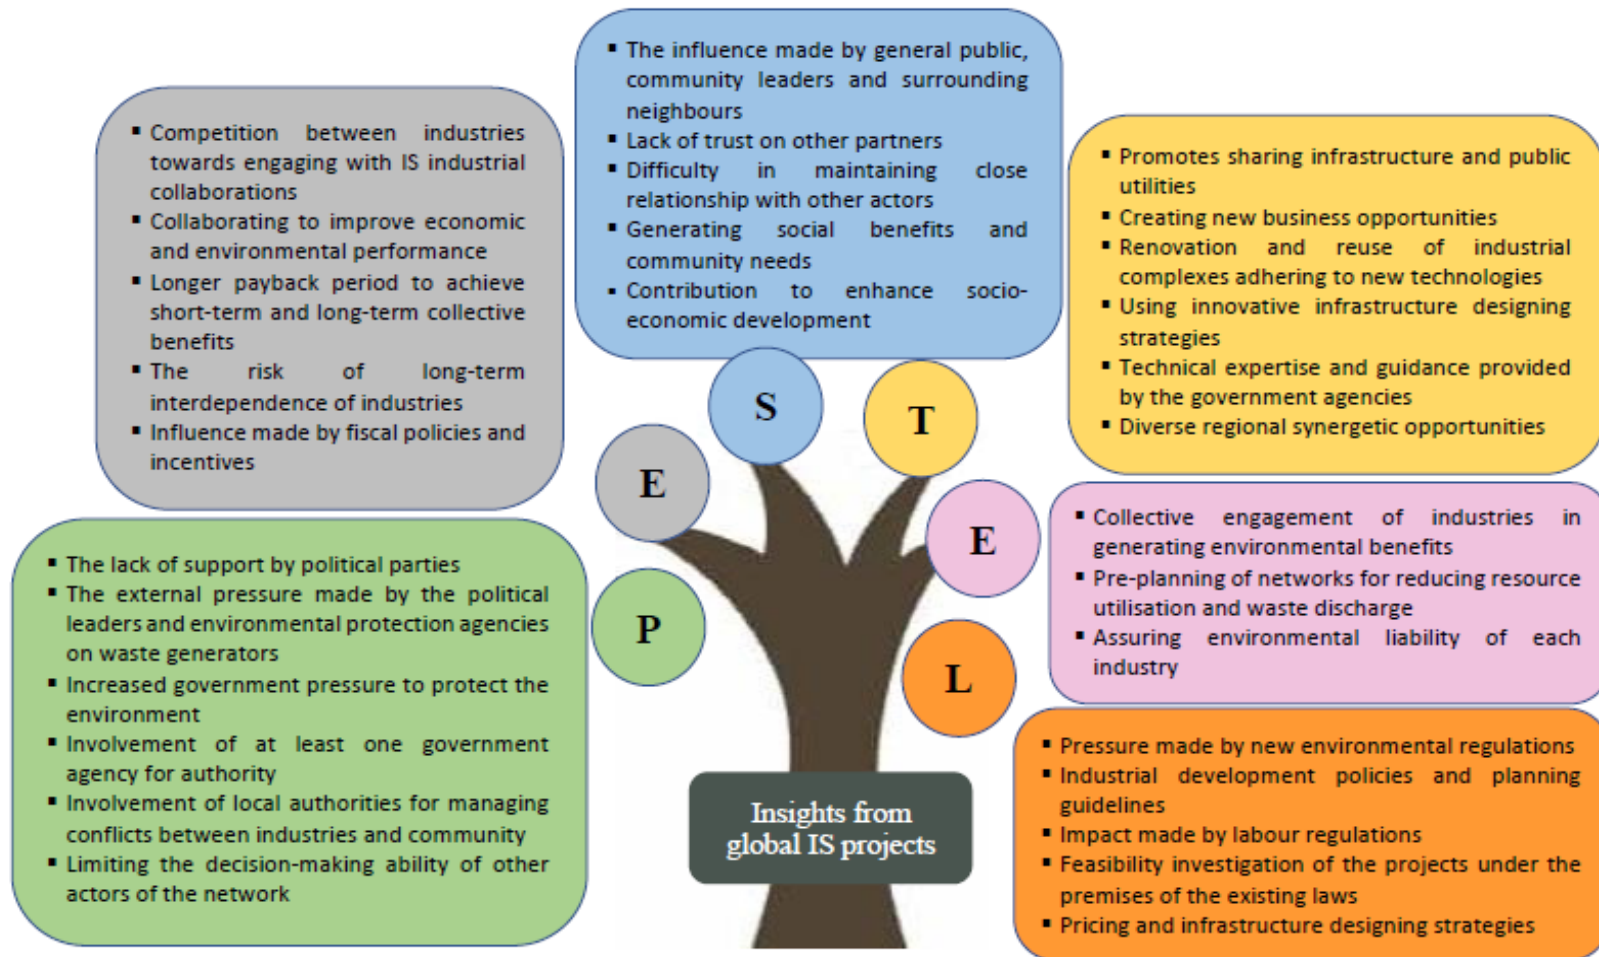 ▪ The influence made by general public,
community leaders and surrounding
neighbours
▪ Lack of trust on other partners
▪ Difficulty in maintaining close
relationship with other actors
▪ Generating social benefits and
community needs
▪ Contribution to enhance socio-
economic development
▪ Competition between industries
towards engaging with IS industrial
collaborations
▪ Collaborating to improve economic
and environmental performance
▪ Longer payback period to achieve
short-term and long-term collective
benefits
▪ The risk of long-term
interdependence of industries
▪ Influence made by fiscal policies and
incentives
▪ Promotes sharing infrastructure and public
utilities
▪ Creating new business opportunities
▪ Renovation and reuse of industrial
complexes adhering to new technologies
▪ Using innovative infrastructure designing
strategies
▪ Technical expertise and guidance provided
by the government agencies
▪ Diverse regional synergetic opportunities
P
E
S
T
E
L
▪ The lack of support by political parties
▪ The external pressure made by the political
leaders and environmental protection agencies
on waste generators
▪ Increased government pressure to protect the
environment
▪ Involvement of at least one government
agency for authority
▪ Involvement of local authorities for managing
conflicts between industries and community
▪ Limiting the decision-making ability of other
actors of the network
▪ Collective engagement of industries in
generating environmental benefits
▪ Pre-planning of networks for reducing resource
utilisation and waste discharge
▪ Assuring environmental liability of each
industry
▪ Pressure made by new environmental regulations
▪ Industrial development policies and planning
guidelines
▪ Impact made by labour regulations
▪ Feasibility investigation of the projects under the
premises of the existing laws
▪ Pricing and infrastructure designing strategies
Insights from
global IS projects